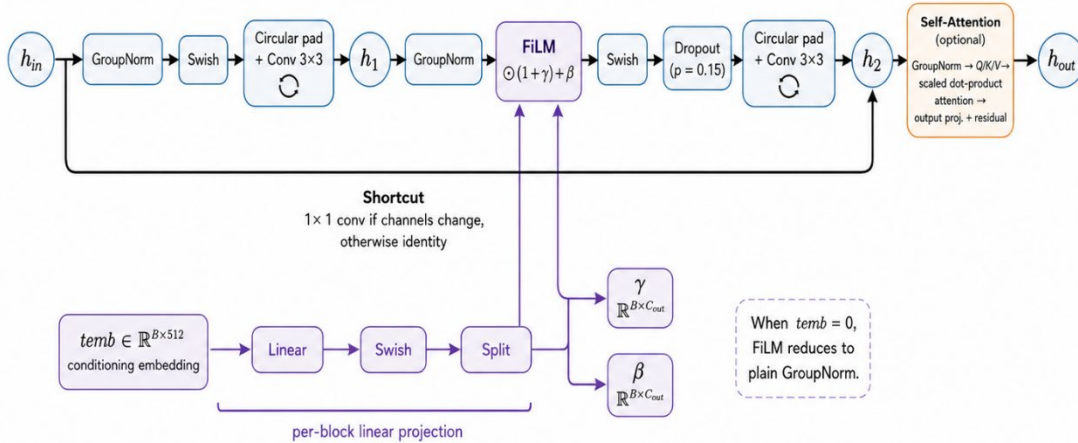 h_in
GroupNorm
Swish
Circular pad
+ Conv 3×3
h_1
GroupNorm
FiLM
⊙(1+γ)+β
Swish
Dropout
(p = 0.15)
Circular pad
+ Conv 3×3
h_2
Self-Attention
(optional)
GroupNorm → Q/K/V→
scaled dot-product
attention →
output proj. + residual
h_out
Shortcut
1× 1 conv if channels change,
otherwise identity
temb ∈ ℝ^{B×512}
conditioning embedding
Linear
Swish
Split
γ
ℝ^{B×C_out}
β
ℝ^{B×C_out}
per-block linear projection
When temb = 0,
FiLM reduces to
plain GroupNorm.